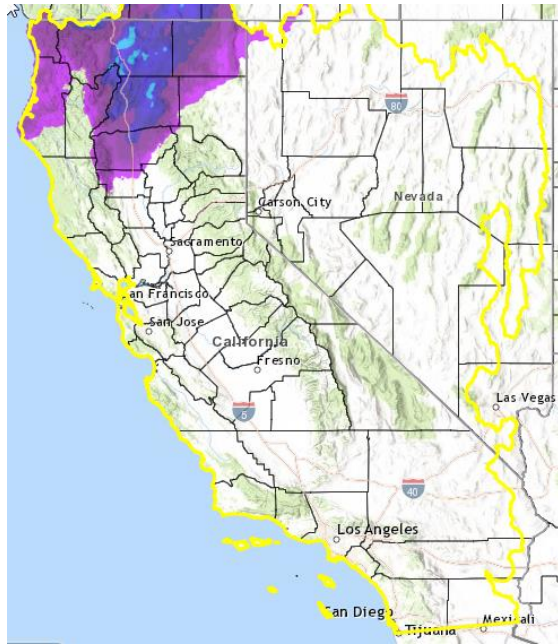 80
Carson City
Nevada
Sacramento
an Francisco
San Jose
California
Fresno
5
Las Vegas
40
Los Angeles
San Diego
Tijuana
Mexicali